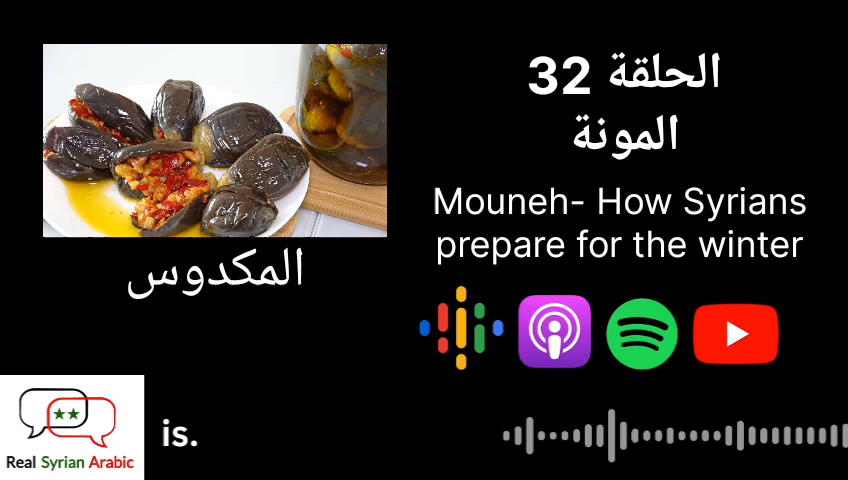 الحلقة 32
المونة
Mouneh- How Syrians
prepare for the winter
المكدوس
is.
Real Syrian Arabic